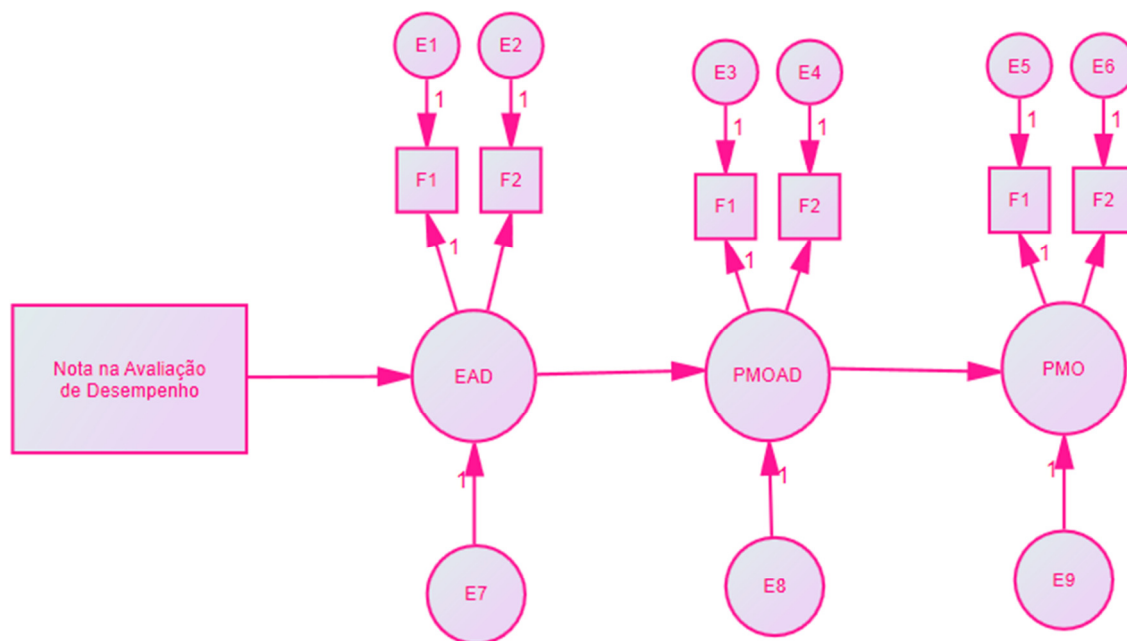 E1
E2
E3
E4
E5
E6
1
1
1
1
1
1
F1
F2
F1
F2
F1
F2
1
1
1
Nota na Avaliação
de Desempenho
EAD
PMOAD
PMO
1
1
1
E7
E8
E9